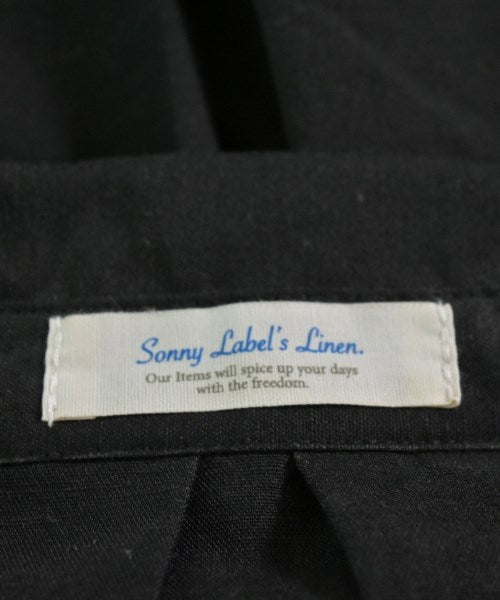 Sonny Label's Linen.
Our Items will spice up your days
with the freedom.